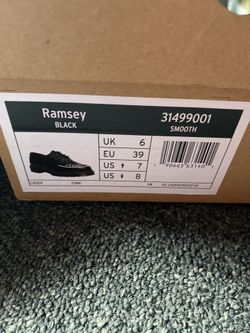 Ramsey
BLACK
31499001
SMOOTH
UK 6
EU 39
US 7
US 8